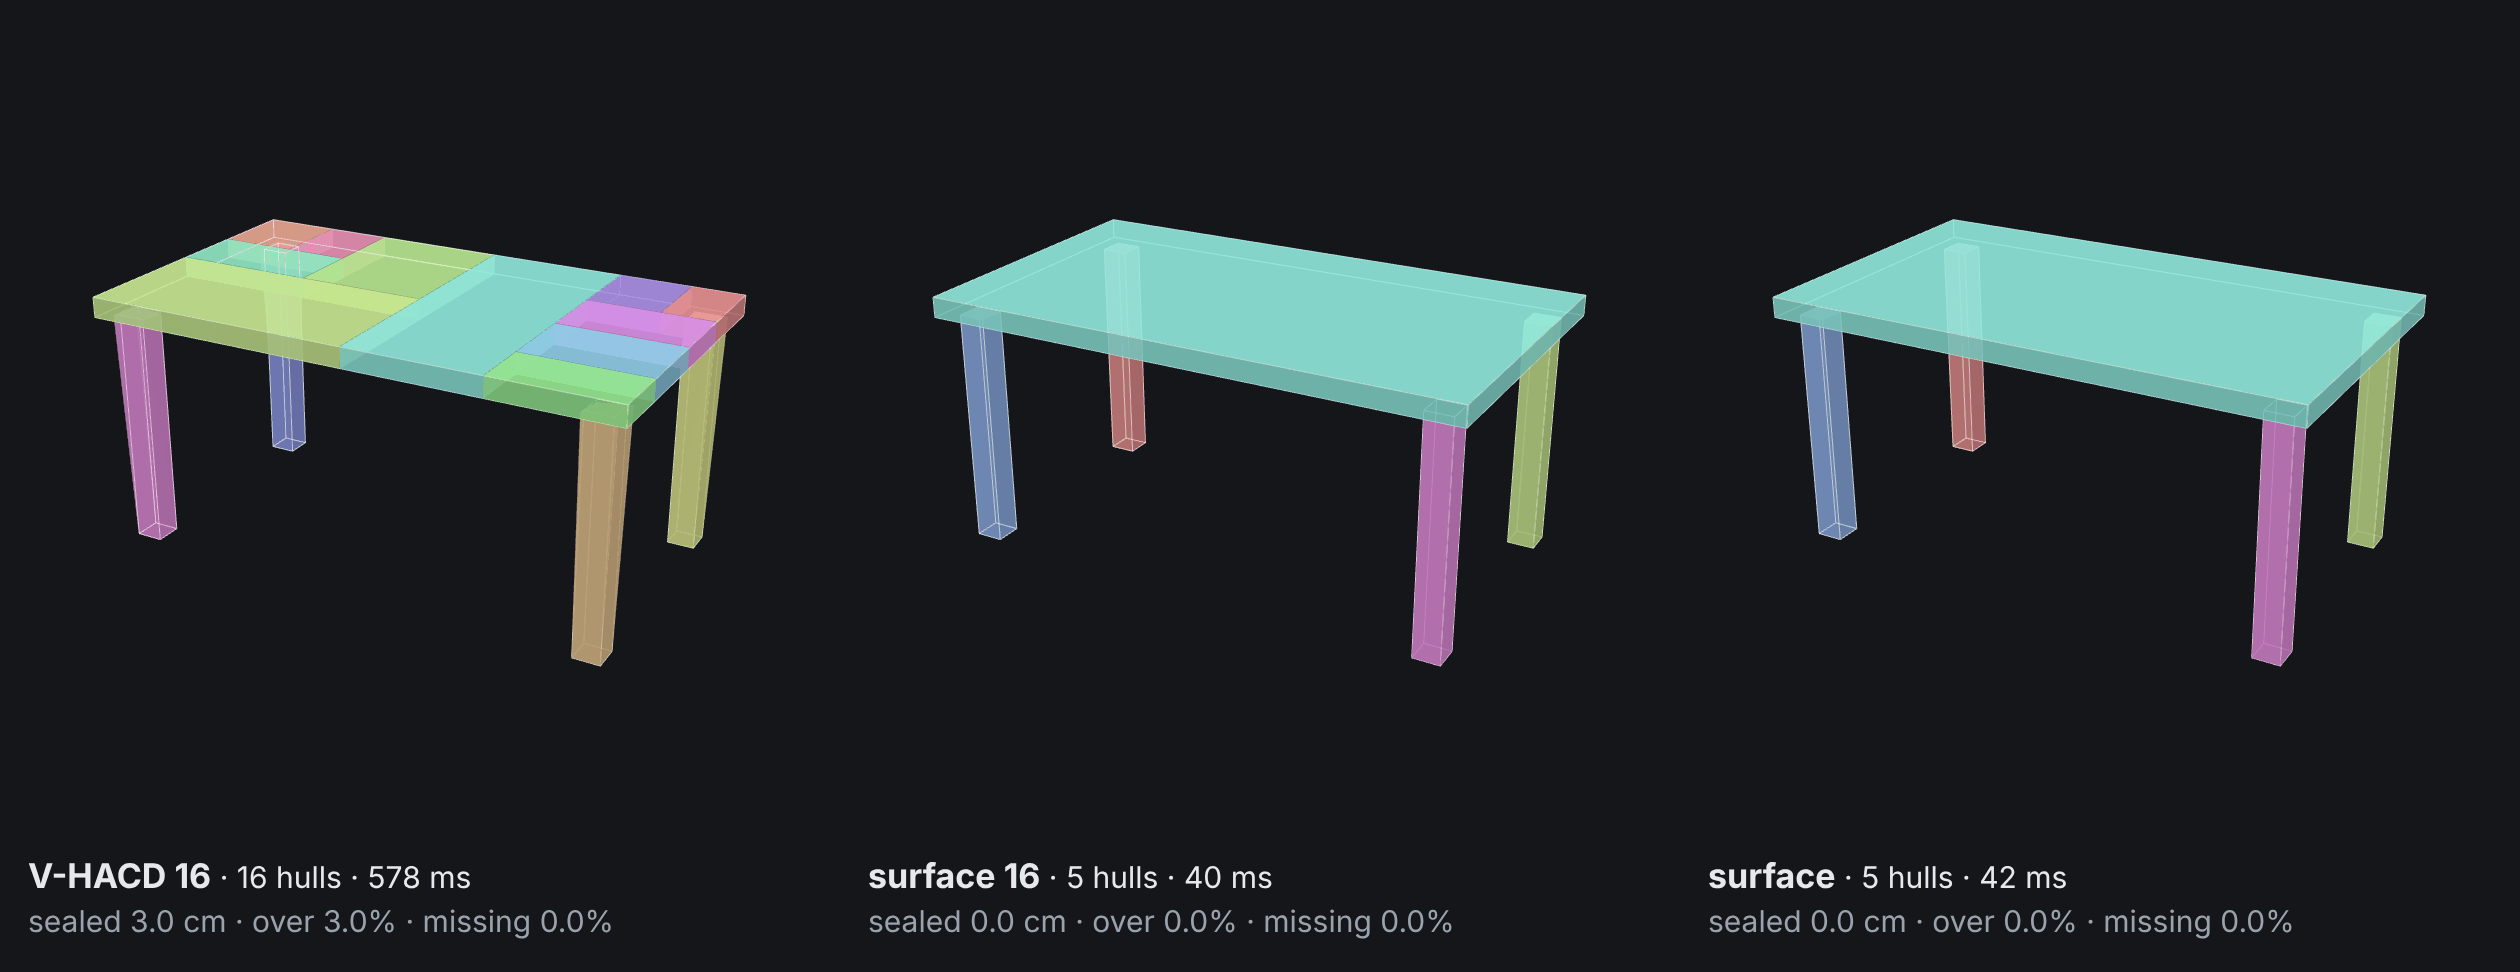 V-HACD 16 · 16 hulls · 578 ms
sealed 3.0 cm · over 3.0% · missing 0.0%
surface 16 · 5 hulls · 40 ms
sealed 0.0 cm · over 0.0% · missing 0.0%
surface · 5 hulls · 42 ms
sealed 0.0 cm · over 0.0% · missing 0.0%